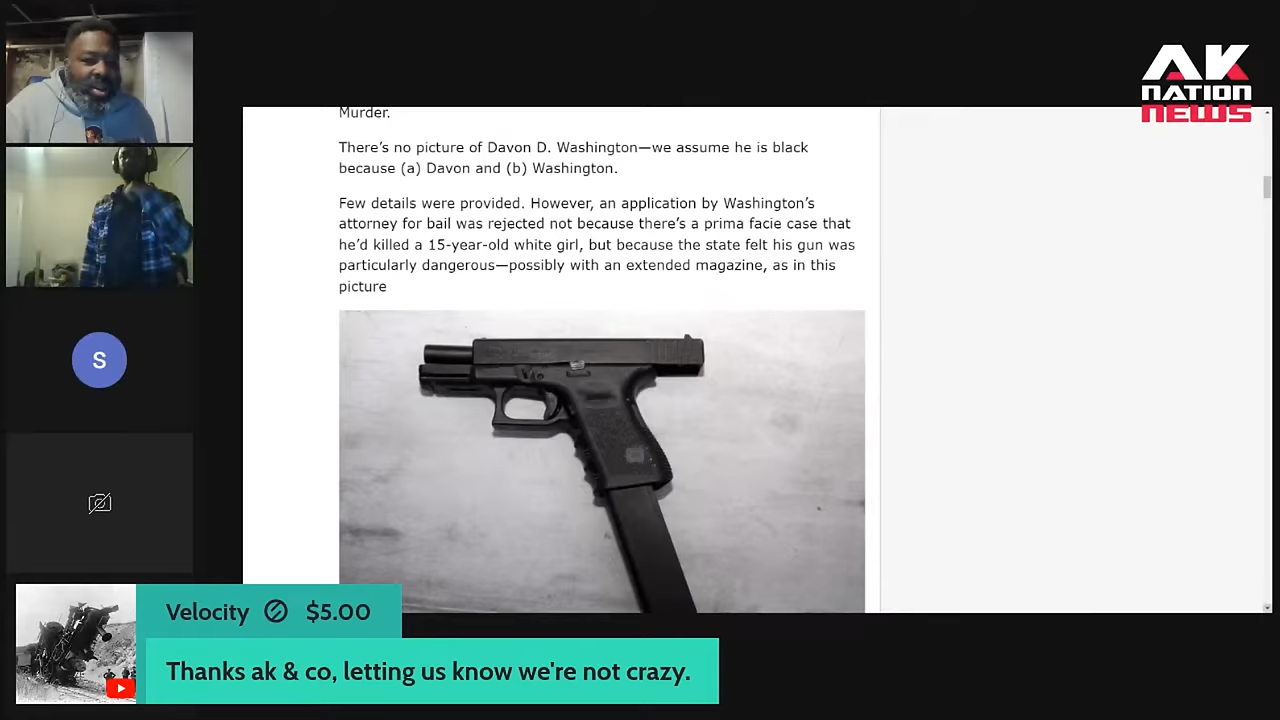 AK
NATION
NEWS
Murder.
There's no picture of Davon D. Washington—we assume he is black
because (a) Davon and (b) Washington.
Few details were provided. However, an application by Washington's
attorney for bail was rejected not because there's a prima facie case that
he'd killed a 15-year-old white girl, but because the state felt his gun was
particularly dangerous—possibly with an extended magazine, as in this
picture
S
Velocity $5.00
Thanks ak & co, letting us know we're not crazy.